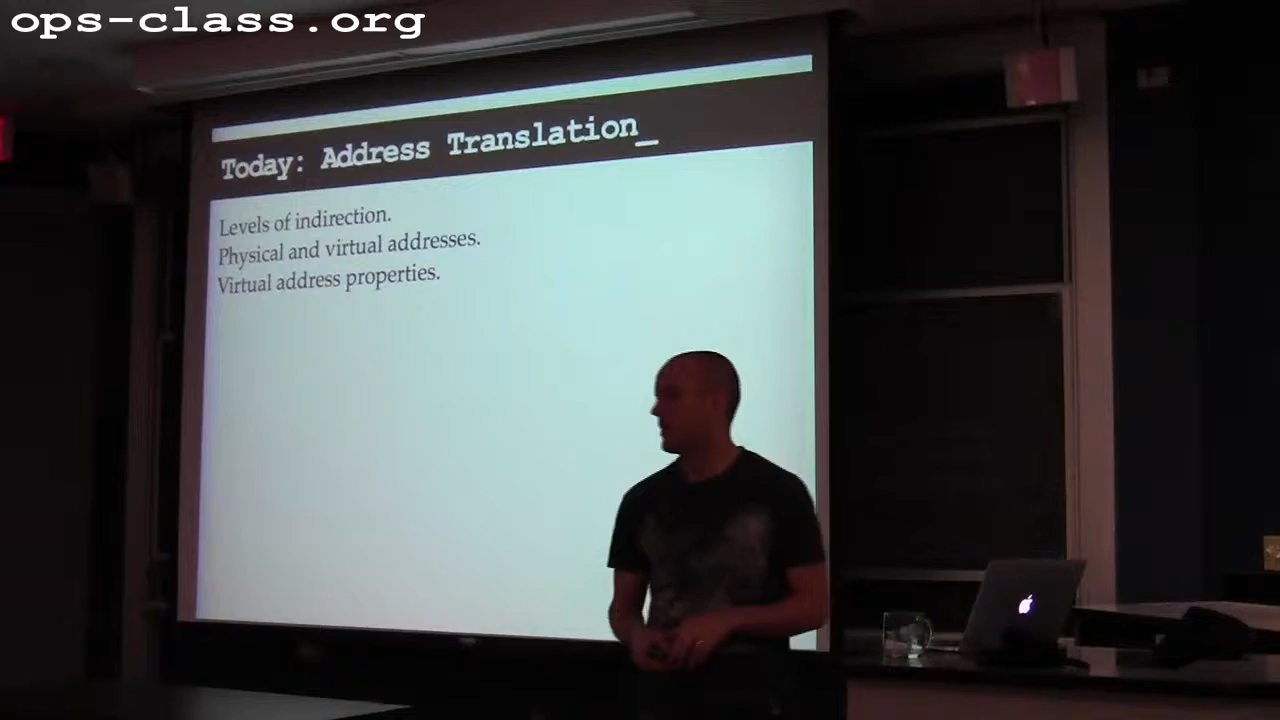 ops-class.org
Today: Address Translation_
Levels of indirection.
Physical and virtual addresses.
Virtual address properties.